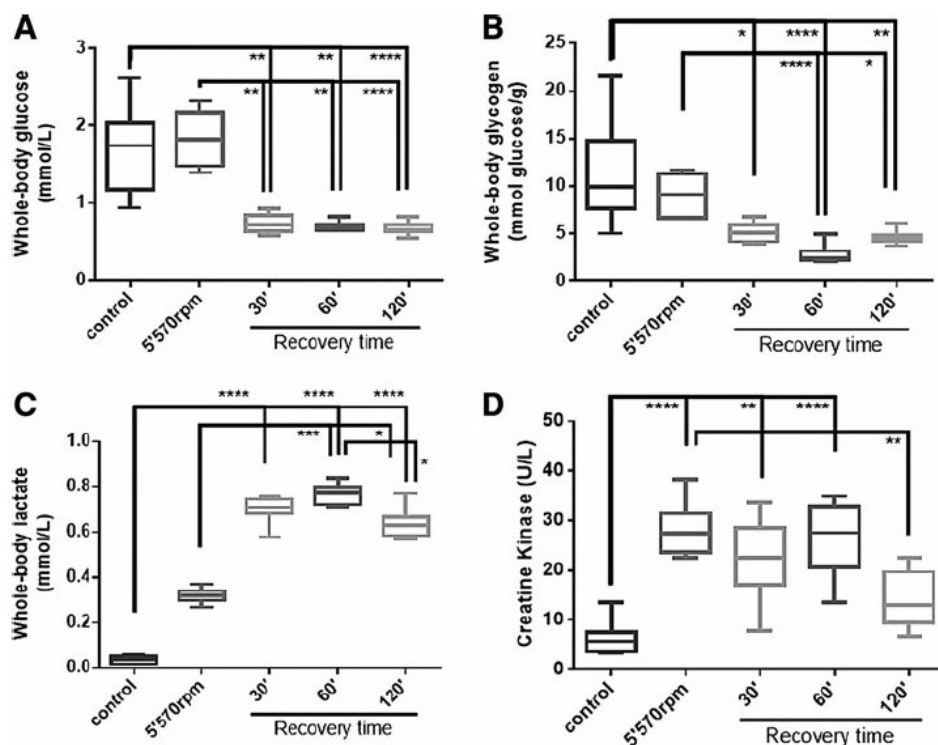 A
Whole-body glucose
(mmol/L)
3
2
1
0
** ** ****
** ** ****
control
5'570rpm
30'
60'
120'
Recovery time
B
Whole-body glycogen
(mmol glucose/g)
25
20
15
10
5
0
* **** **
**** *
control
5'570rpm
30'
60'
120'
Recovery time
C
Whole-body lactate
(mmol/L)
1.0
0.8
0.6
0.4
0.2
0.0
**** **** ****
*** *
*
control
5'570rpm
30'
60'
120'
Recovery time
D
Creatine Kinase (U/L)
50
40
30
20
10
0
**** ** ****
**
control
5'570rpm
30'
60'
120'
Recovery time